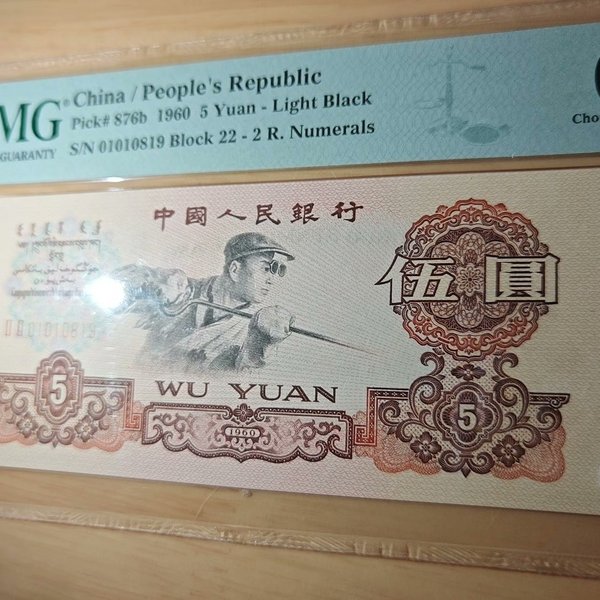 MG® China / People's Republic
Pick# 876b 1960 5 Yuan - Light Black
GUARANTY S/N 01010819 Block 22 - 2 R. Numerals
Cho
中國人民銀行
伍圓
01010819
5
WU YUAN
5
1960